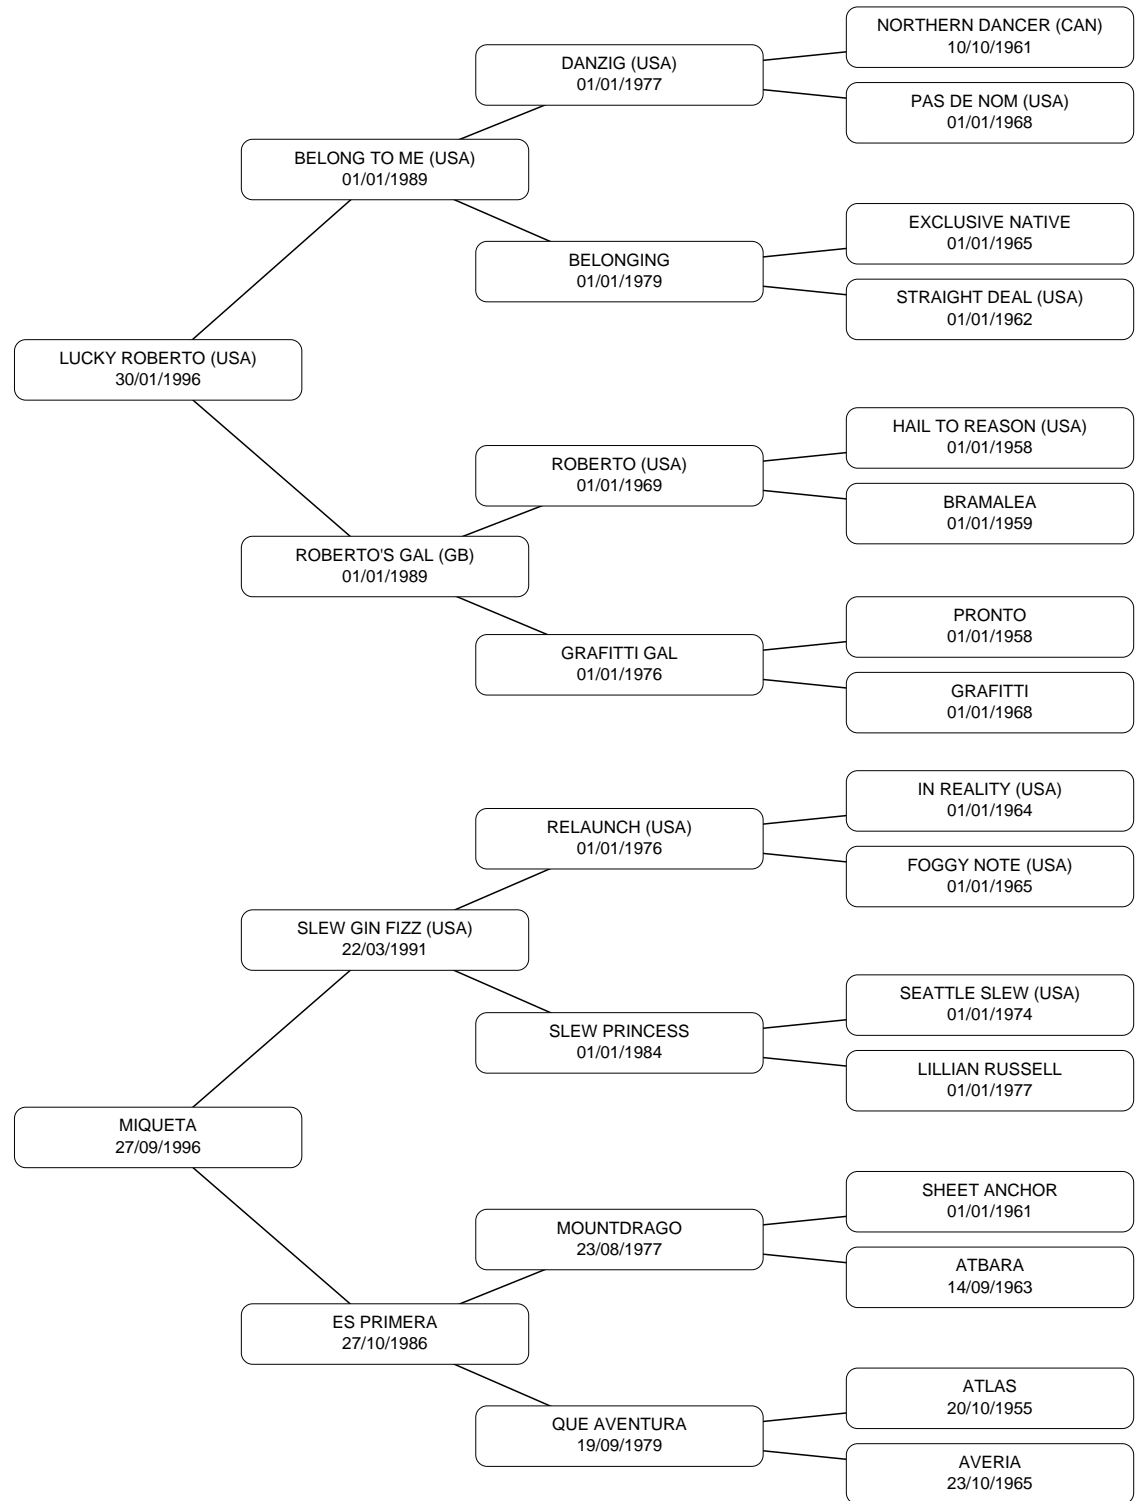 NORTHERN DANCER (CAN)
10/10/1961
DANZIG (USA)
01/01/1977
PAS DE NOM (USA)
01/01/1968
BELONG TO ME (USA)
01/01/1989
EXCLUSIVE NATIVE
01/01/1965
BELONGING
01/01/1979
STRAIGHT DEAL (USA)
01/01/1962
LUCKY ROBERTO (USA)
30/01/1996
HAIL TO REASON (USA)
01/01/1958
ROBERTO (USA)
01/01/1969
BRAMALEA
01/01/1959
ROBERTO'S GAL (GB)
01/01/1989
PRONTO
01/01/1958
GRAFITTI GAL
01/01/1976
GRAFITTI
01/01/1968
IN REALITY (USA)
01/01/1964
RELAUNCH (USA)
01/01/1976
FOGGY NOTE (USA)
01/01/1965
SLEW GIN FIZZ (USA)
22/03/1991
SEATTLE SLEW (USA)
01/01/1974
SLEW PRINCESS
01/01/1984
LILLIAN RUSSELL
01/01/1977
MIQUETA
27/09/1996
SHEET ANCHOR
01/01/1961
MOUNTDRAGO
23/08/1977
ATBARA
14/09/1963
ES PRIMERA
27/10/1986
ATLAS
20/10/1955
QUE AVENTURA
19/09/1979
AVERIA
23/10/1965